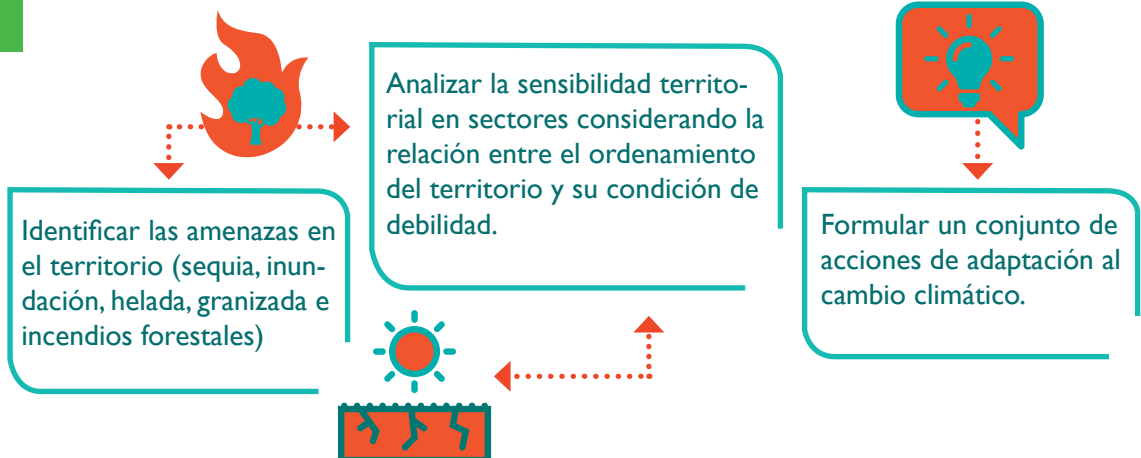 Identificar las amenazas en
el territorio (sequia, inun-
dación, helada, granizada e
incendios forestales)
Analizar la sensibilidad territo-
rial en sectores considerando la
relación entre el ordenamiento
del territorio y su condición de
debilidad.
Formular un conjunto de
acciones de adaptación al
cambio climático.